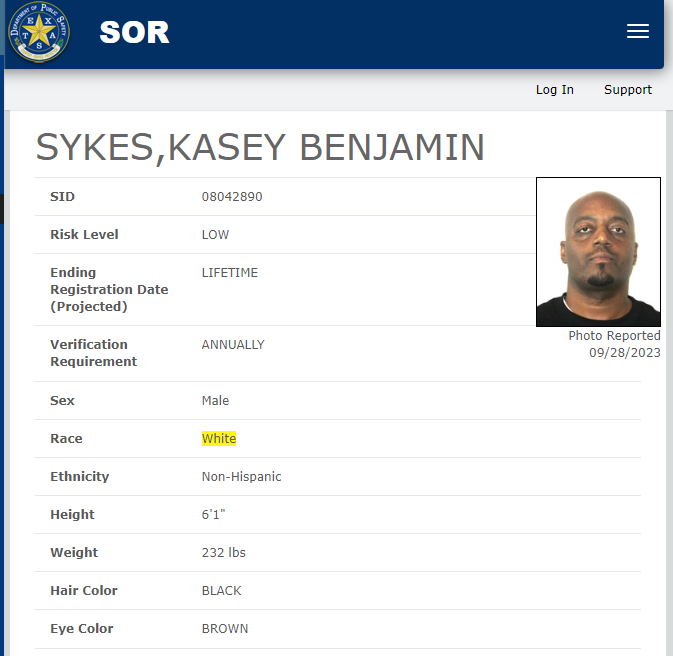 DEPARTMENT OF PUBLIC SAFETY
TEXAS
SOR
Log In Support
SYKES,KASEY BENJAMIN
SID 08042890
Risk Level LOW
Ending LIFETIME
Registration Date
(Projected)
Photo Reported
09/28/2023
Verification ANNUALLY
Requirement
Sex Male
Race White
Ethnicity Non-Hispanic
Height 6'1"
Weight 232 lbs
Hair Color BLACK
Eye Color BROWN